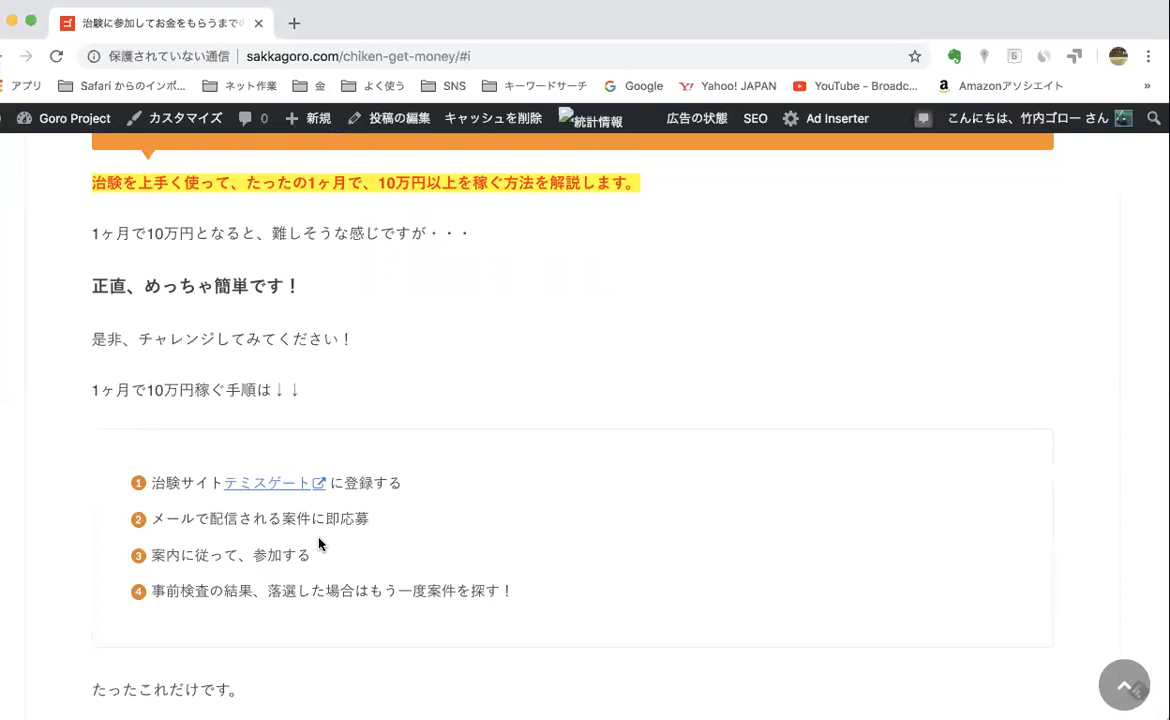 治験に参加してお金をもらうまでの
保護されていない通信 sakkagoro.com/chiken-get-money/#i
アプリ Safari からのインポ... ネット作業 金 よく使う SNS キーワードサーチ Google Yahoo! JAPAN YouTube - Broadc... Amazonアソシエイト »
Goro Project カスタマイズ 0 新規 投稿の編集 キャッシュを削除 統計情報 広告の状態 SEO Ad Inserter こんにちは、竹内ゴロー さん
治験を上手く使って、たったの1ヶ月で、10万円以上を稼ぐ方法を解説します。
1ヶ月で10万円となると、難しそうな感じですが・・・
正直、めっちゃ簡単です！
是非、チャレンジしてみてください！
1ヶ月で10万円稼ぐ手順は↓↓
1 治験サイトテミスゲート に登録する
2 メールで配信される案件に即応募
3 案内に従って、参加する
4 事前検査の結果、落選した場合はもう一度案件を探す！
たったこれだけです。